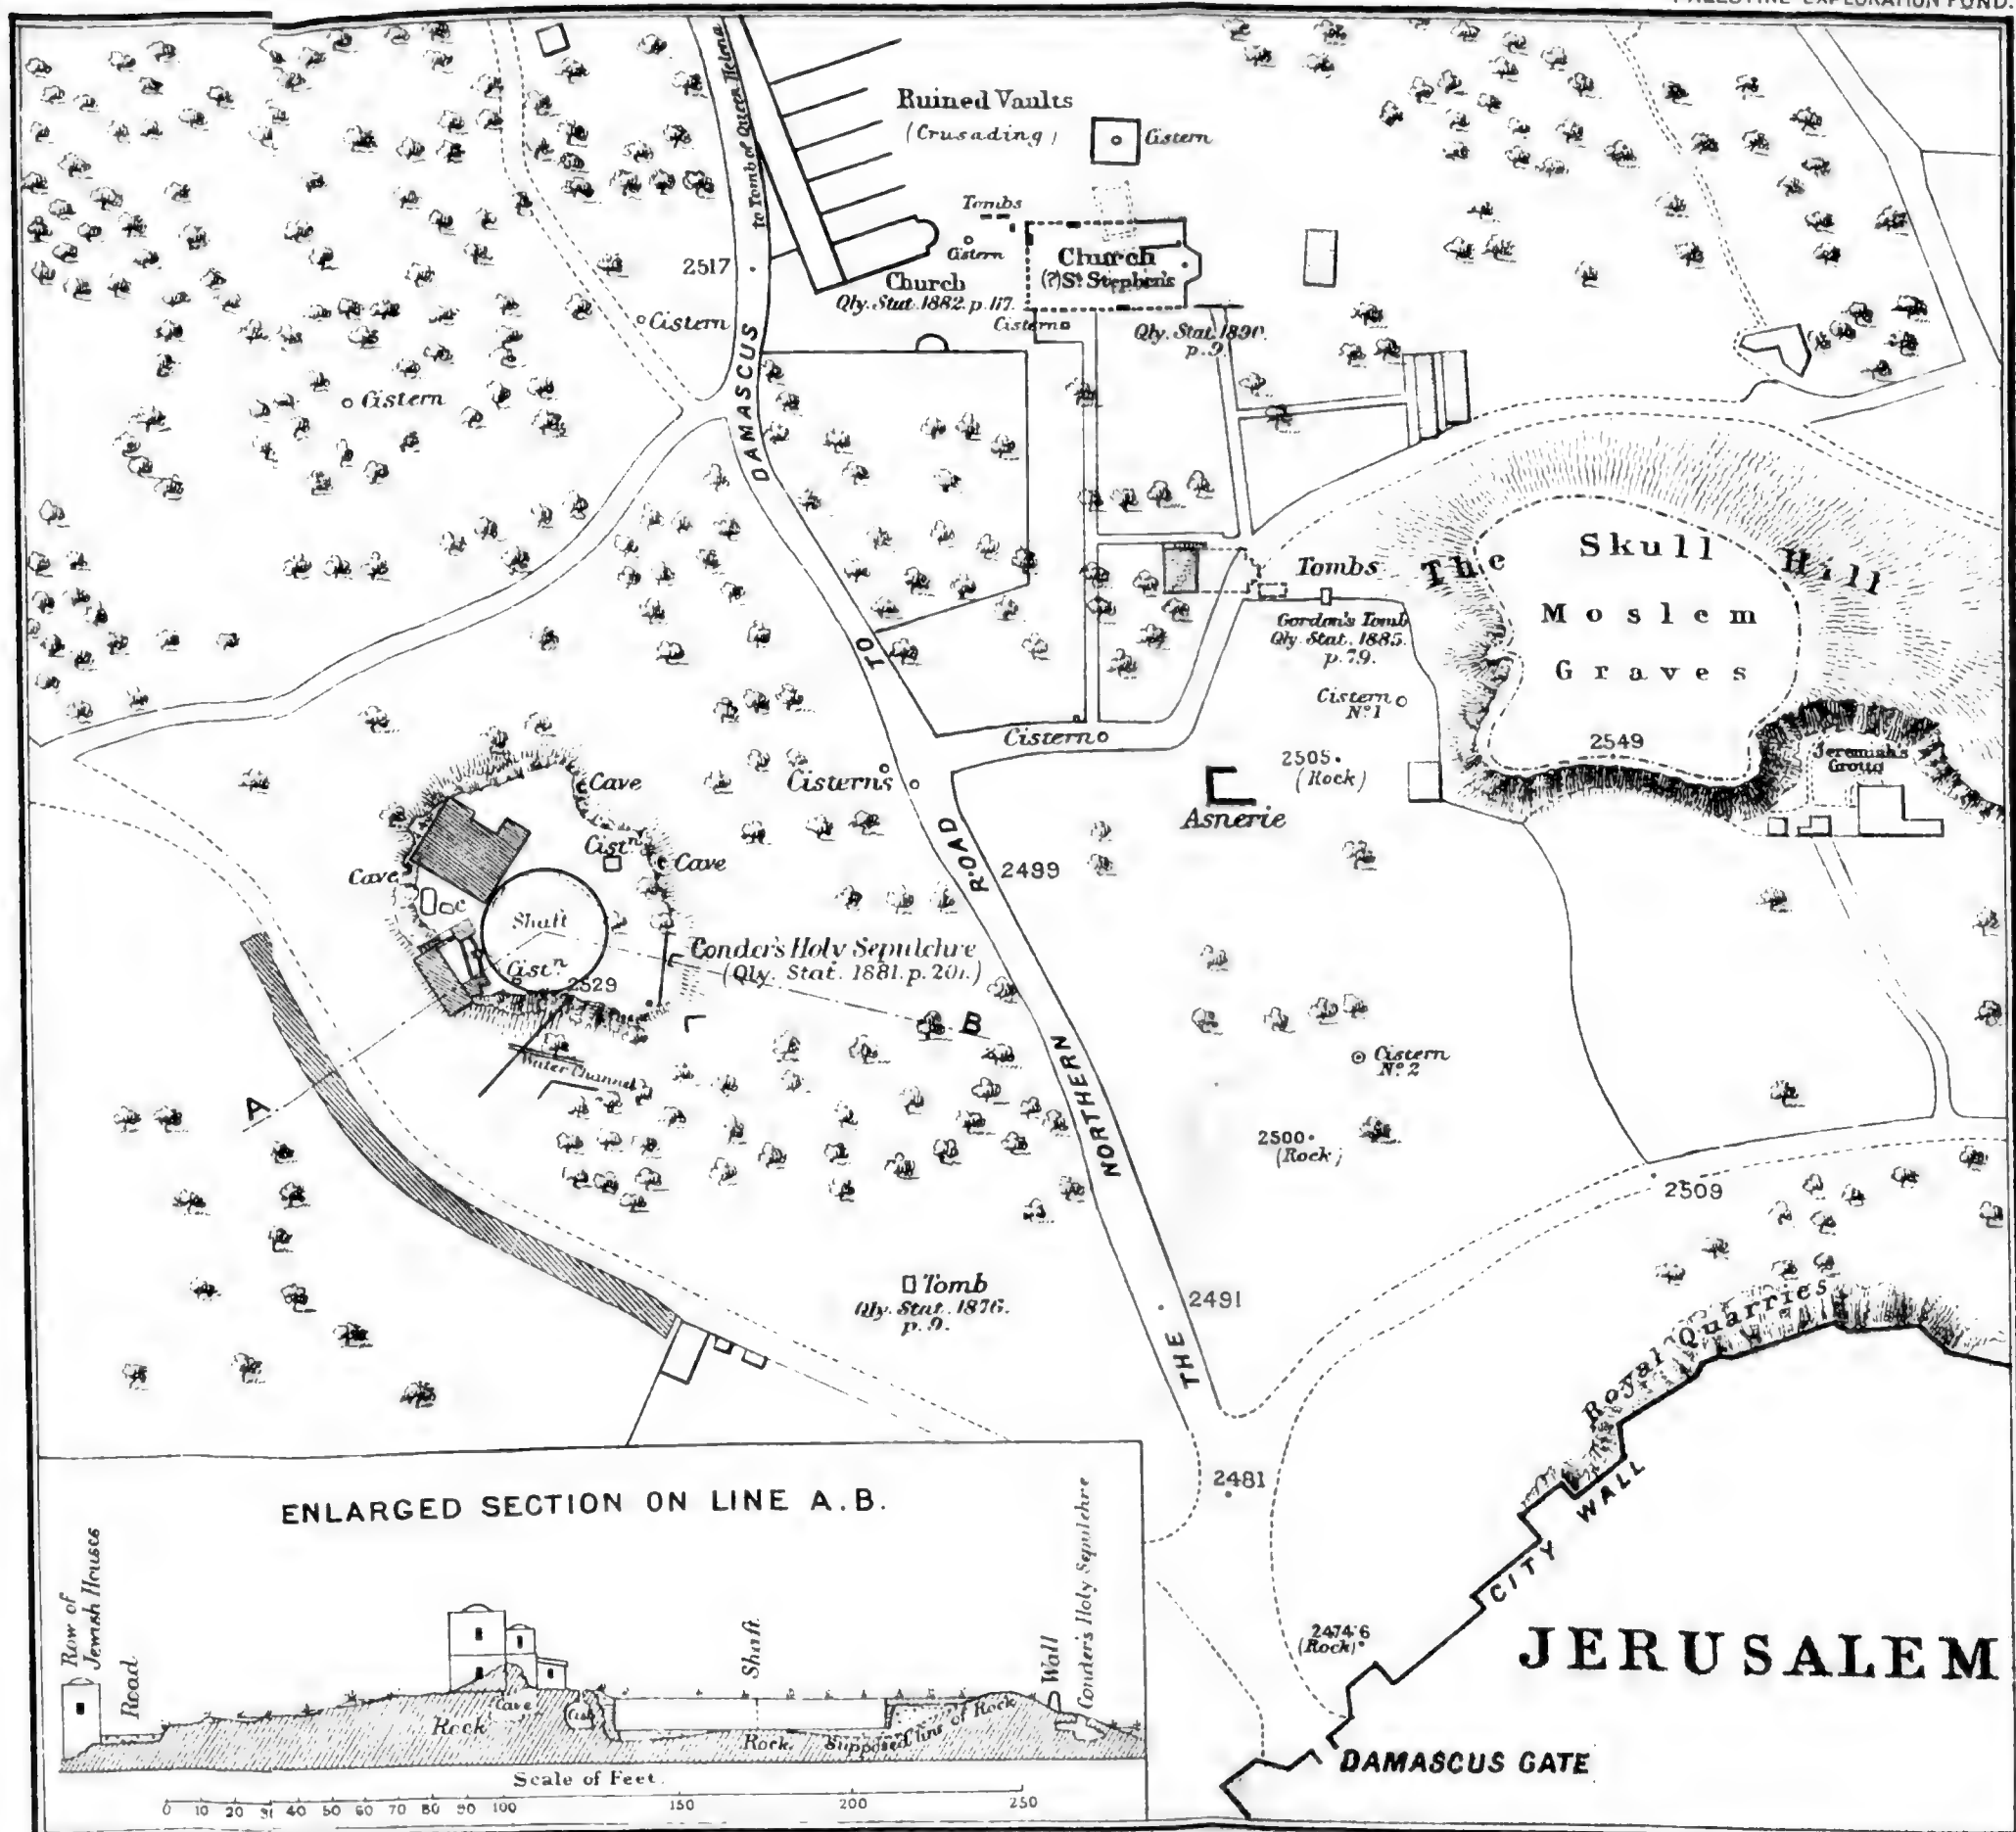 PALESTINE EXPLORATION FUND.
to Tomb of Queen Helena
Ruined Vaults
(Crusading)
Cistern
Tombs
Cistern
Church
(?) St Stephen's
2517
Church
Qly. Stat. 1882. p. 117.
Cistern
Cistern
Qly. Stat. 1890.
p. 9.
Cistern
THE NORTHERN ROAD TO DAMASCUS
The Skull Hill
Moslem
Graves
2549
Tombs
Gordon's Tomb
Qly. Stat. 1885.
p. 79.
Cistern
No. 1
Cistern
2505.
(Rock)
Jeremiah's
Grotto
Cisterns
Asnerie
Cave
Cistn
Cave
Cave
2499
C
Shaft
Cistn
2529
Conder's Holy Sepulchre
(Qly. Stat. 1881. p. 201.)
B
Water Channel
A
Cistern
No. 2
2500.
(Rock)
2509
Tomb
Qly. Stat. 1876.
p. 9.
2491
Royal Quarries
2481
CITY WALL
2474.6
(Rock)
JERUSALEM
DAMASCUS GATE
ENLARGED SECTION ON LINE A.B.
Row of
Jewish Houses
Road
Shaft
Wall
Conder's Holy Sepulchre
Cave
Rock
Rock
Supposed line of Rock
Scale of Feet.
0 10 20 30 40 50 60 70 80 90 100 150 200 250